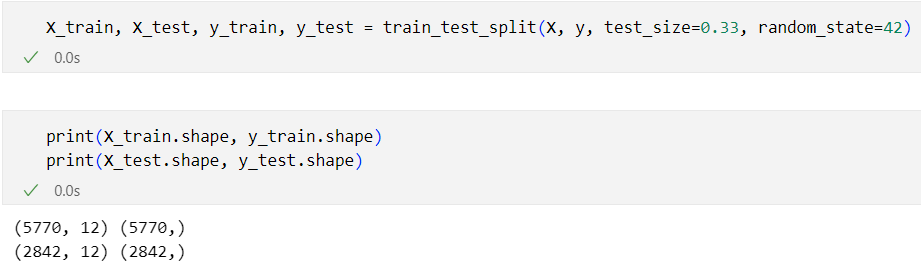 X_train, X_test, y_train, y_test = train_test_split(X, y, test_size=0.33, random_state=42)
0.0s
print(X_train.shape, y_train.shape)
print(X_test.shape, y_test.shape)
0.0s
(5770, 12) (5770,)
(2842, 12) (2842,)